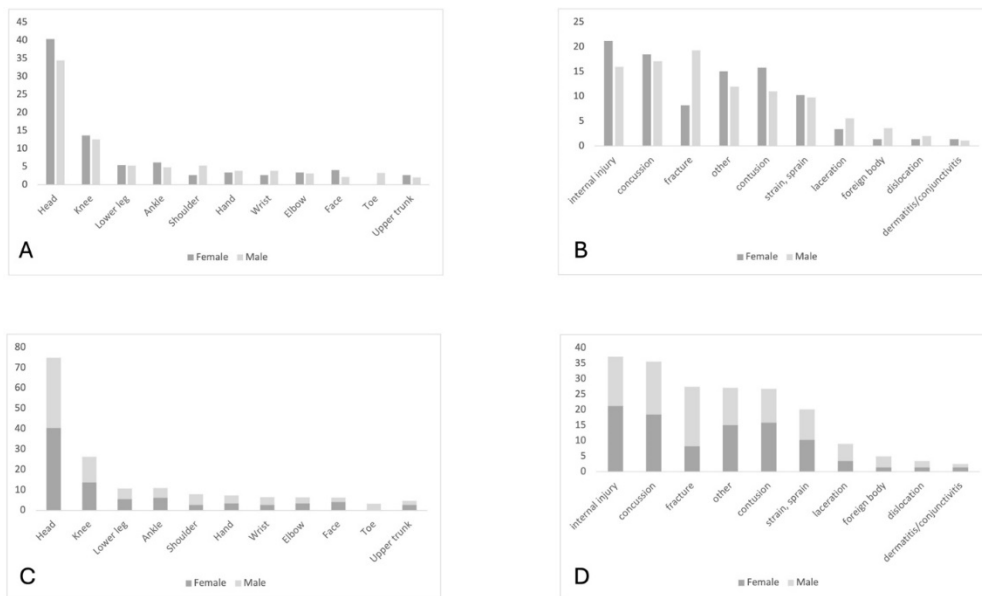 45
40
35
30
25
20
15
10
5
0
Head
Knee
Lower leg
Ankle
Shoulder
Hand
Wrist
Elbow
Face
Toe
Upper trunk
Female Male
A
25
20
15
10
5
0
internal injury
concussion
fracture
other
contusion
strain, sprain
laceration
foreign body
dislocation
dermatitis/conjunctivitis
Female Male
B
80
70
60
50
40
30
20
10
0
Head
Knee
Lower leg
Ankle
Shoulder
Hand
Wrist
Elbow
Face
Toe
Upper trunk
Female Male
C
40
35
30
25
20
15
10
5
0
internal injury
concussion
fracture
other
contusion
strain, sprain
laceration
foreign body
dislocation
dermatitis/conjunctivitis
Female Male
D